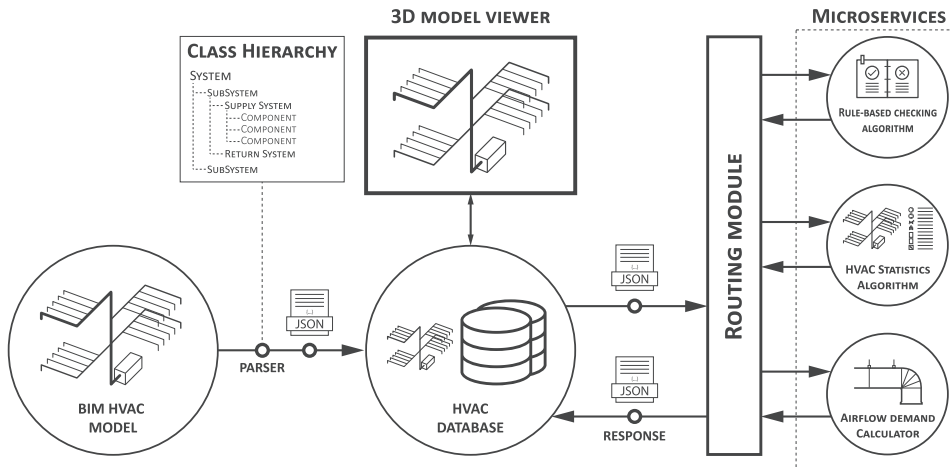 3D MODEL VIEWER
MICROSERVICES
CLASS HIERARCHY
SYSTEM
SUBSYSTEM
SUPPLY SYSTEM
COMPONENT
COMPONENT
COMPONENT
RETURN SYSTEM
SUBSYSTEM
RULE-BASED CHECKING
ALGORITHM
ROUTING MODULE
HVAC STATISTICS
ALGORITHM
JSON
JSON
PARSER
BIM HVAC
MODEL
HVAC
DATABASE
JSON
RESPONSE
AIRFLOW DEMAND
CALCULATOR